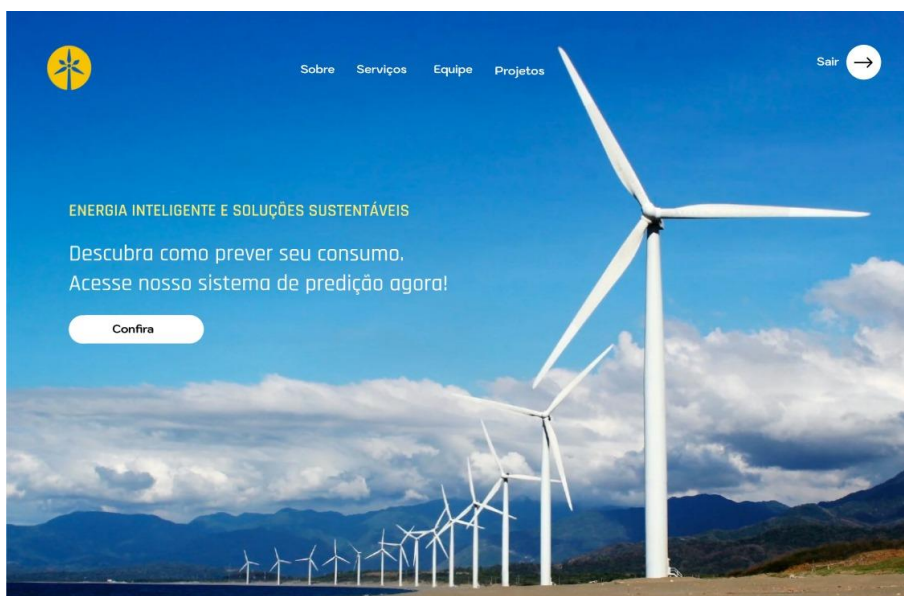 Sobre Serviços Equipe Projetos Sair
ENERGIA INTELIGENTE E SOLUÇÕES SUSTENTÁVEIS
Descubra como prever seu consumo.
Acesse nosso sistema de predição agora!
Confira